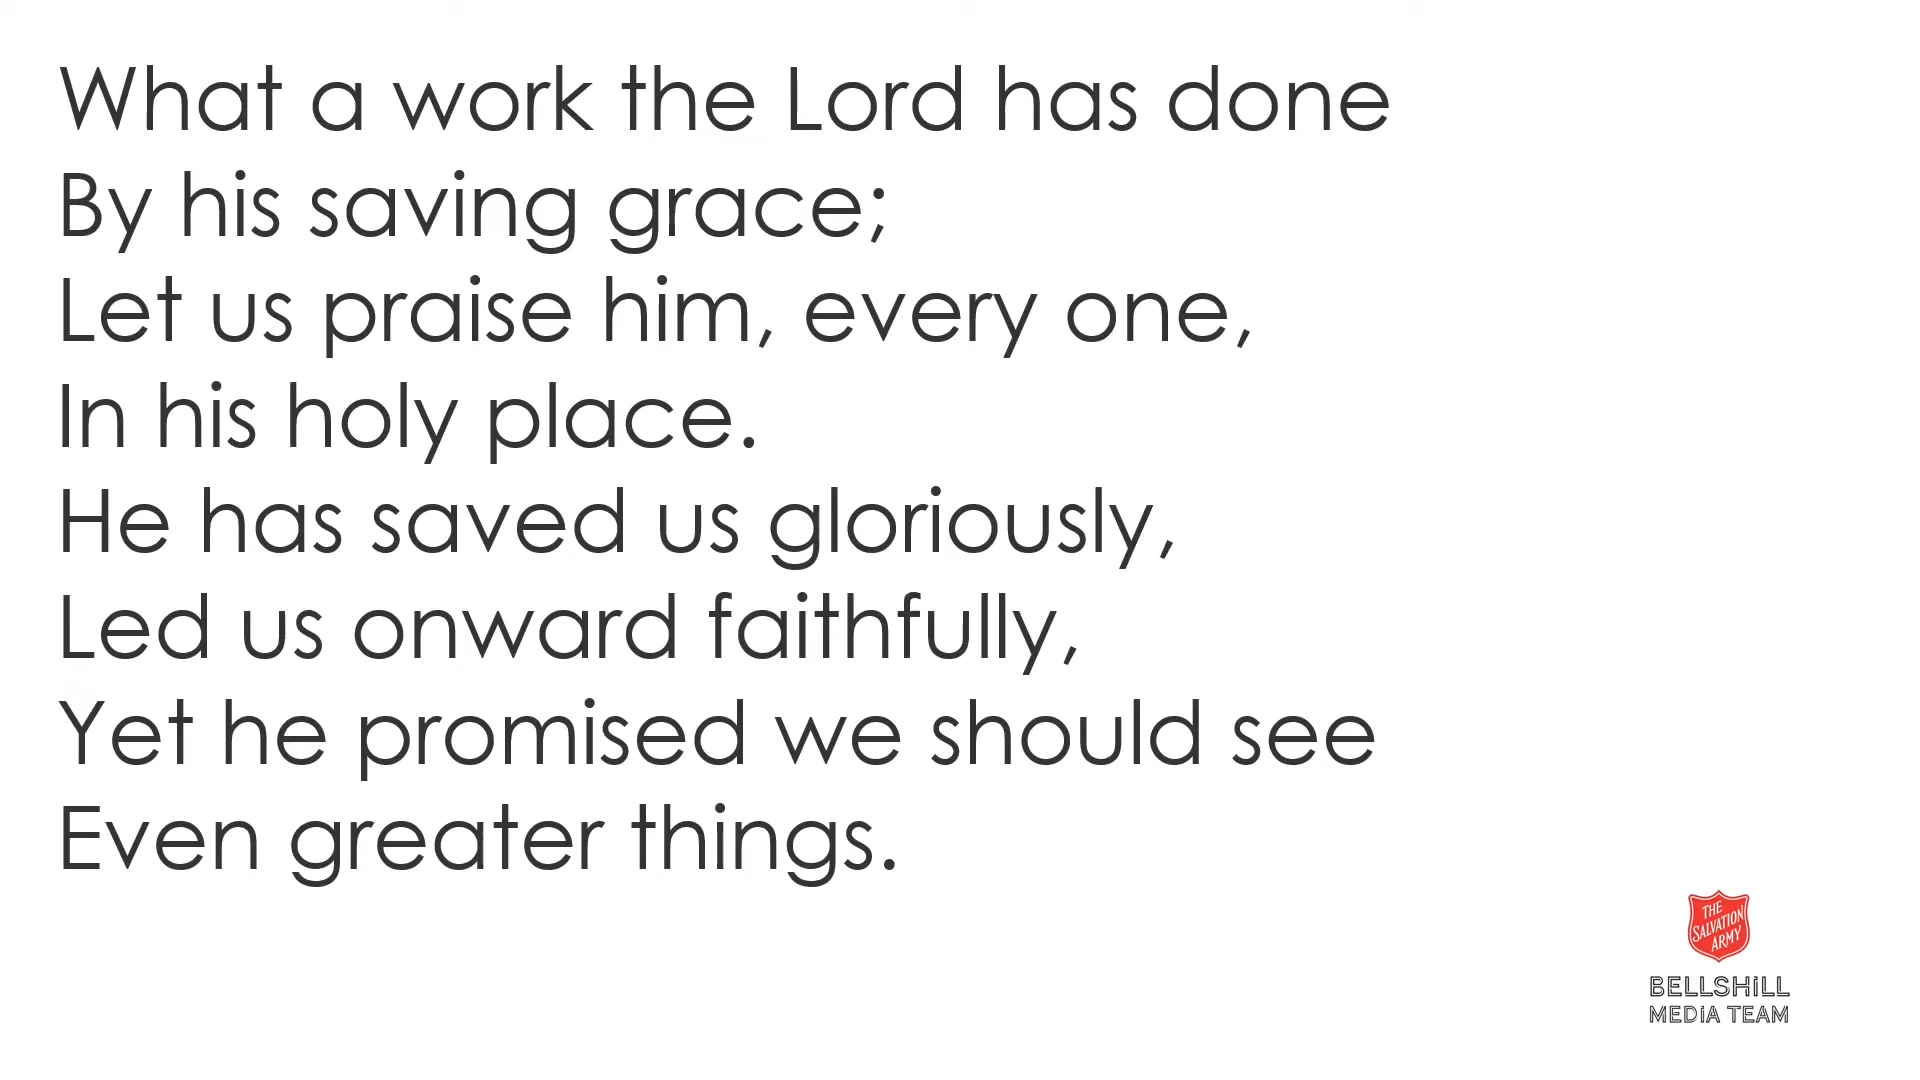 What a work the Lord has done
By his saving grace;
Let us praise him, every one,
In his holy place.
He has saved us gloriously,
Led us onward faithfully,
Yet he promised we should see
Even greater things.
THE
SALVATION
ARMY
BELLSHiLL
MEDiA TEAM